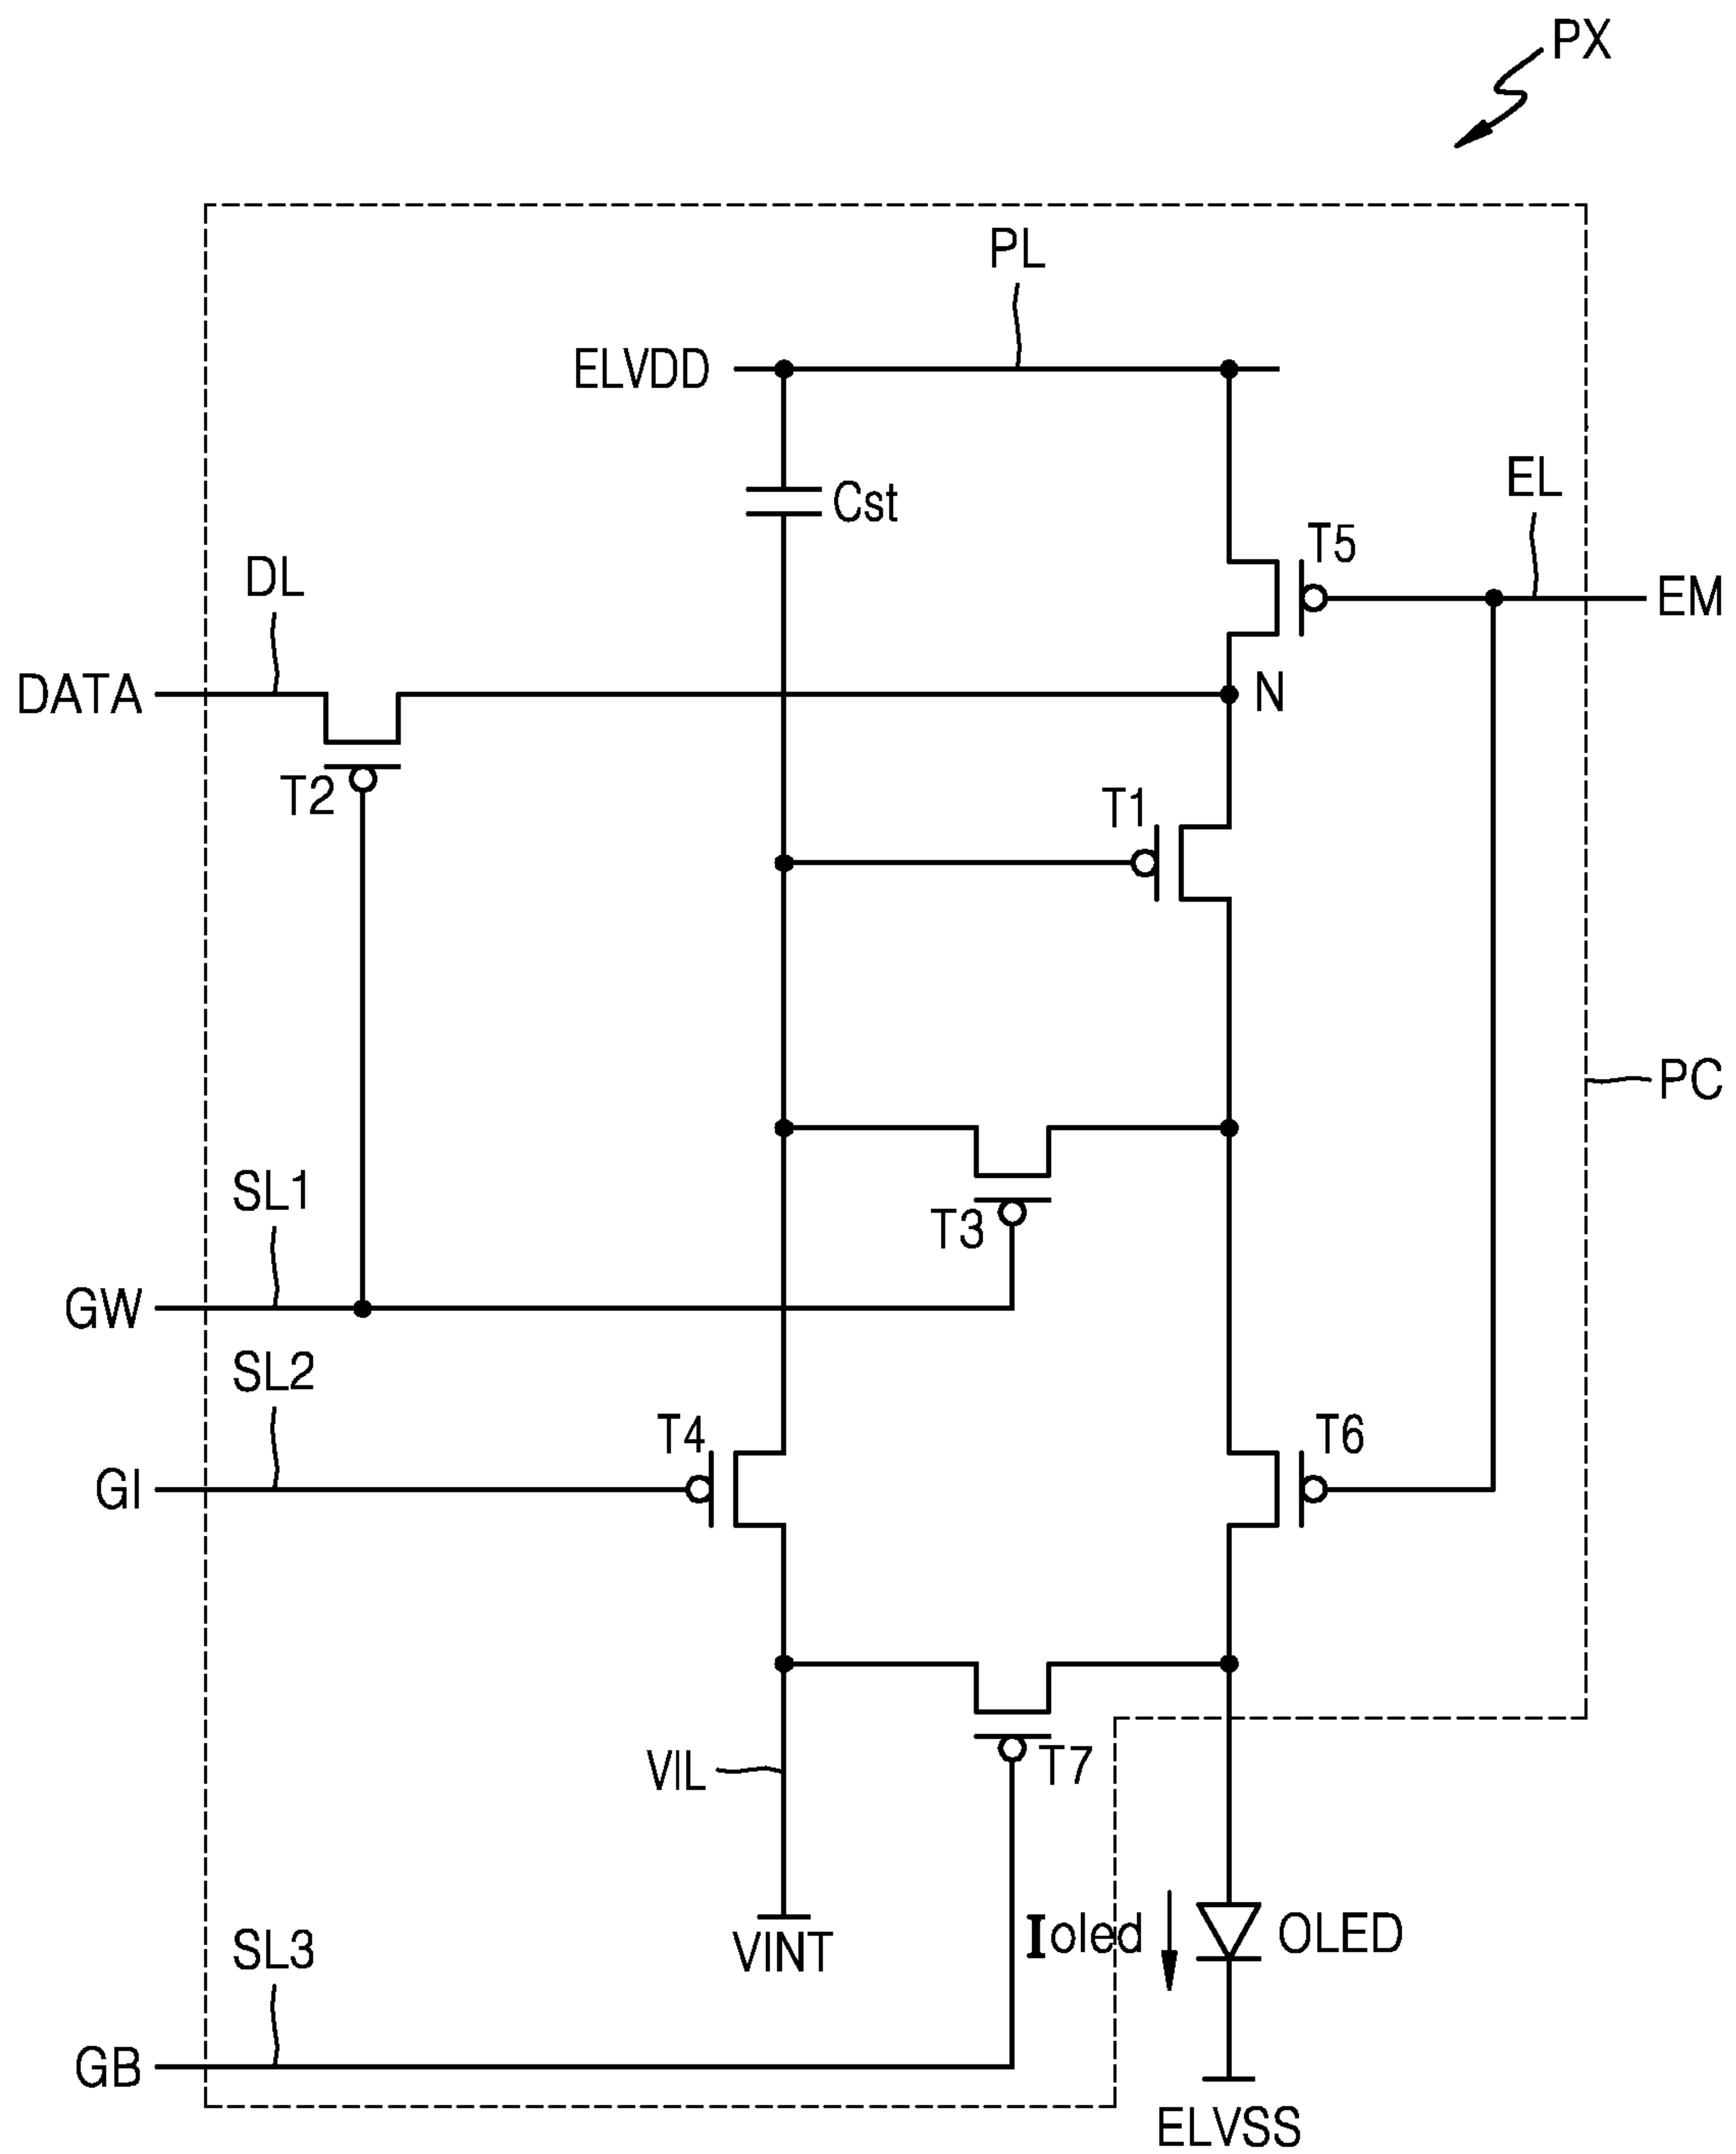 PX
PL
ELVDD
Cst
EL
T5
DL
EM
DATA
N
T2
T1
PC
SL1
T3
GW
SL2
T4
T6
GI
VIL
T7
Ioled
OLED
SL3
VINT
GB
ELVSS